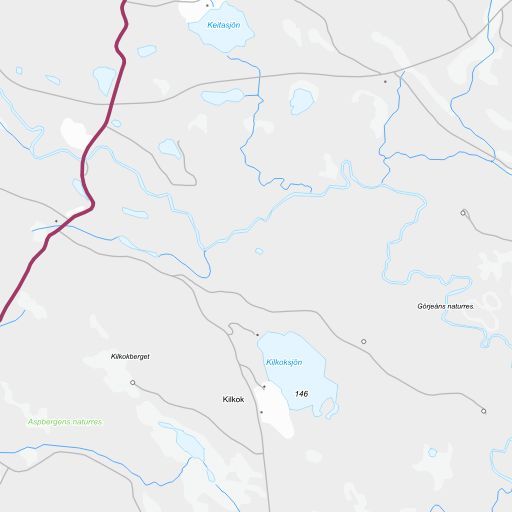 Keitasjön
Görjeåns naturres.
Kilkokberget
Kilkoksjön
146
Kilkok
Aspbergens naturres